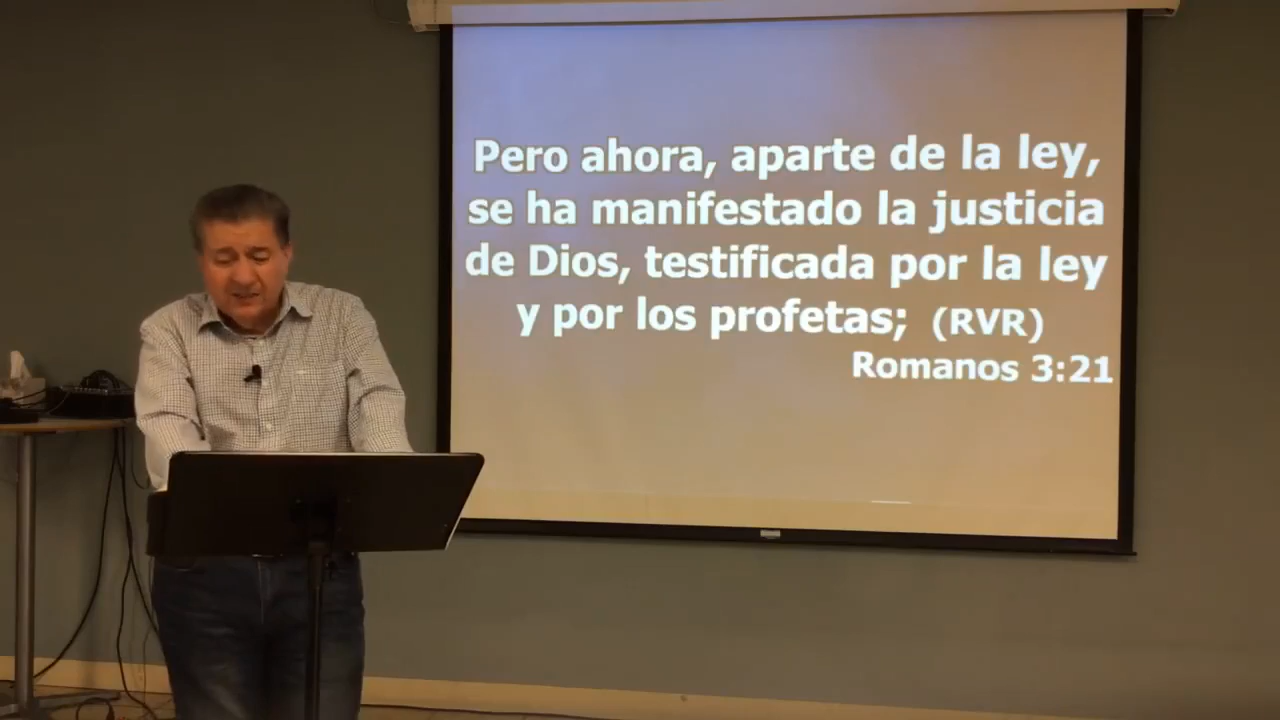 Pero ahora, aparte de la ley,
se ha manifestado la justicia
de Dios, testificada por la ley
y por los profetas; (RVR)
Romanos 3:21